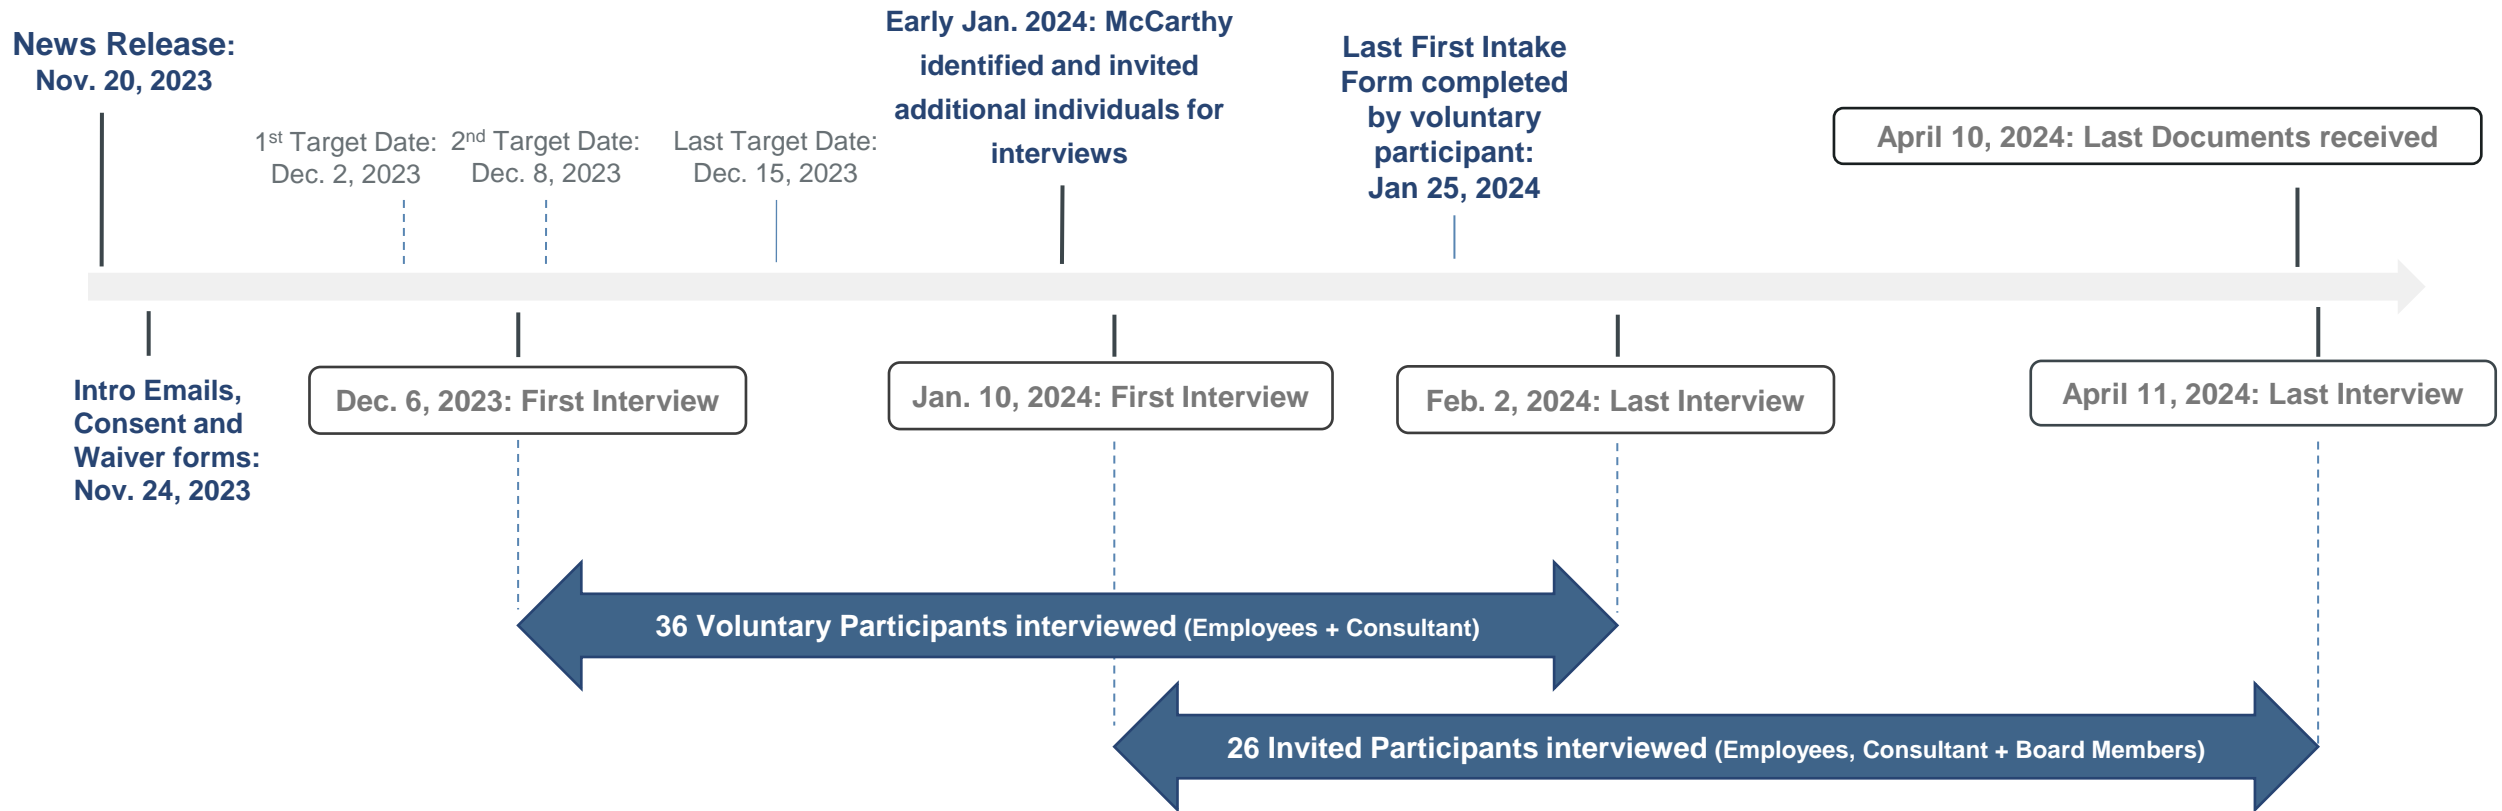 News Release:
Nov. 20, 2023
1st Target Date:
Dec. 2, 2023
2nd Target Date:
Dec. 8, 2023
Last Target Date:
Dec. 15, 2023
Early Jan. 2024: McCarthy
identified and invited
additional individuals for
interviews
Last First Intake
Form completed
by voluntary
participant:
Jan 25, 2024
April 10, 2024: Last Documents received
Intro Emails,
Consent and
Waiver forms:
Nov. 24, 2023
Dec. 6, 2023: First Interview
Jan. 10, 2024: First Interview
Feb. 2, 2024: Last Interview
April 11, 2024: Last Interview
36 Voluntary Participants interviewed (Employees + Consultant)
26 Invited Participants interviewed (Employees, Consultant + Board Members)